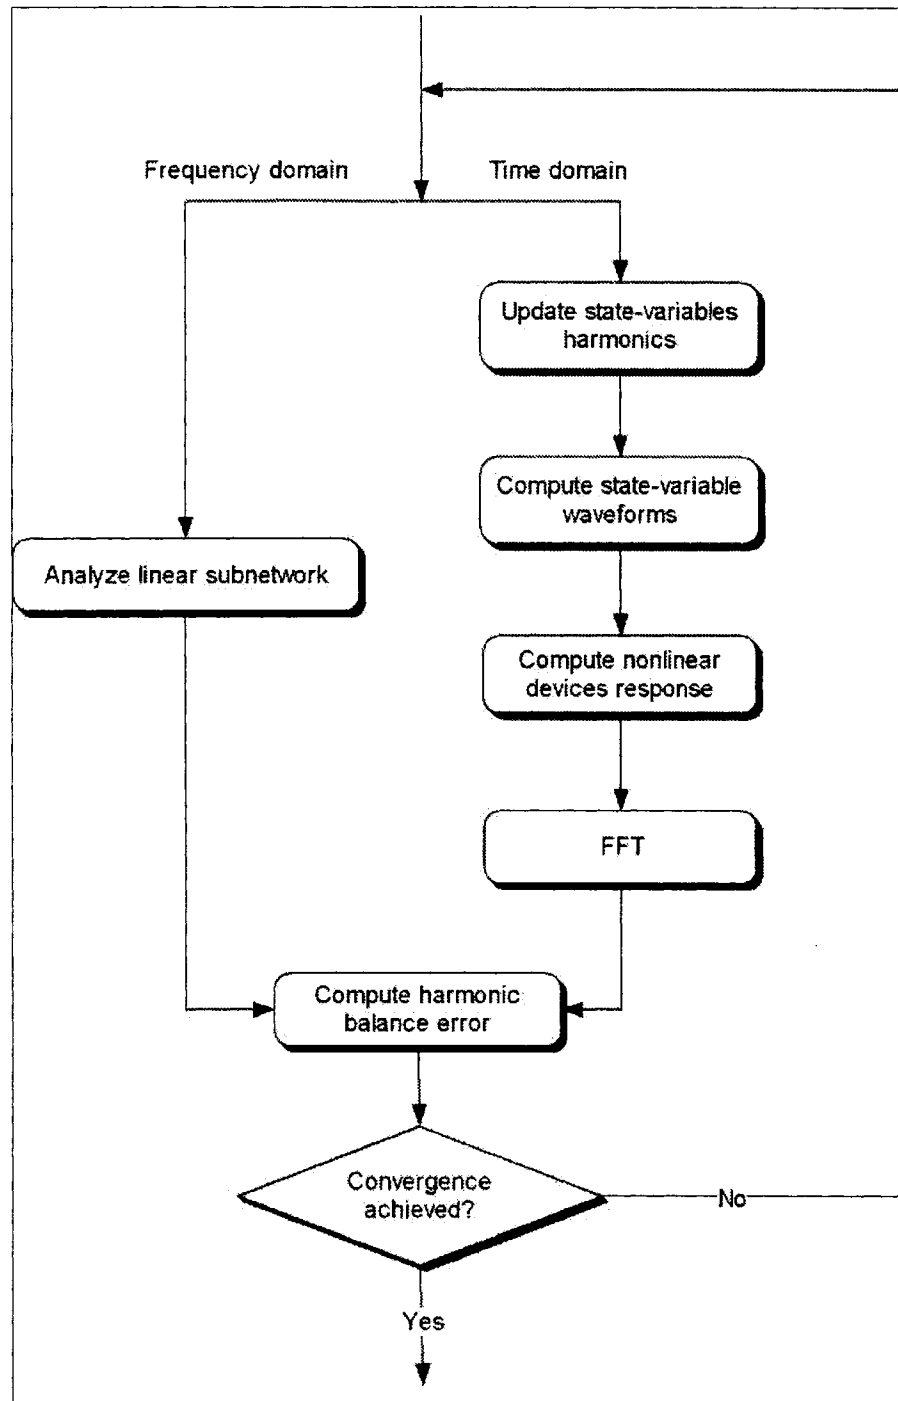 Frequency domain
Time domain
Update state-variables
harmonics
Compute state-variable
waveforms
Analyze linear subnetwork
Compute nonlinear
devices response
FFT
Compute harmonic
balance error
Convergence
achieved?
No
Yes